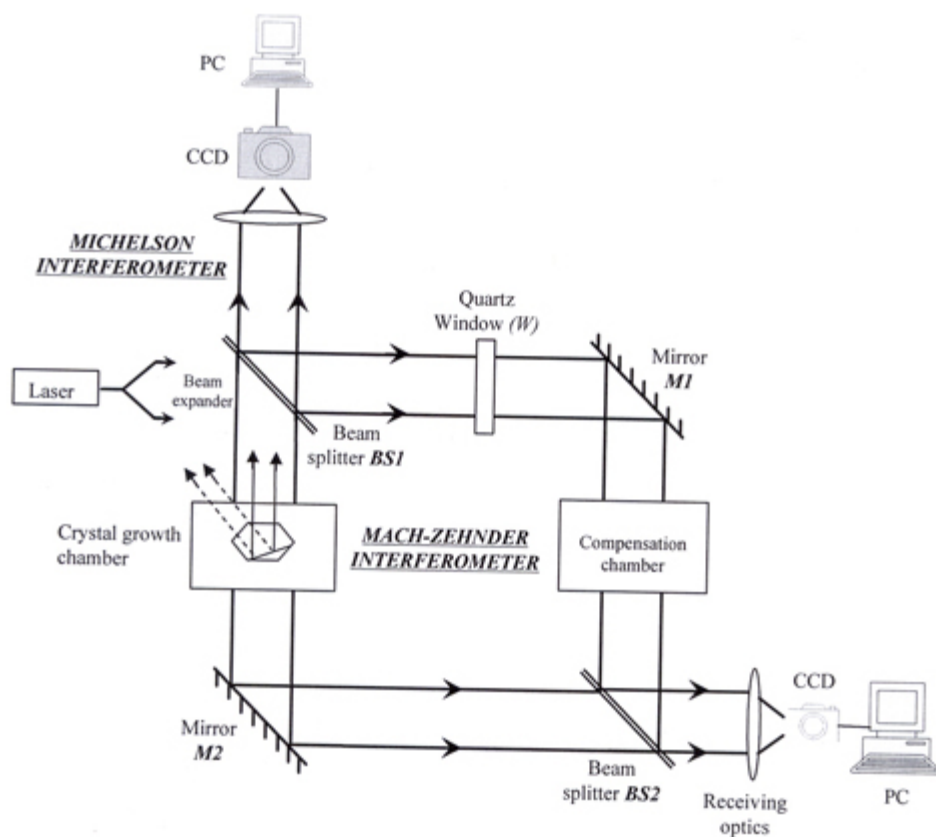 PC
CCD
MICHELSON
INTERFEROMETER
Quartz
Window (W)
Mirror
M1
Laser
Beam
expander
Beam
splitter BS1
Crystal growth
chamber
MACH-ZEHNDER
INTERFEROMETER
Compensation
chamber
Mirror
M2
Beam
splitter BS2
CCD
Receiving
optics
PC